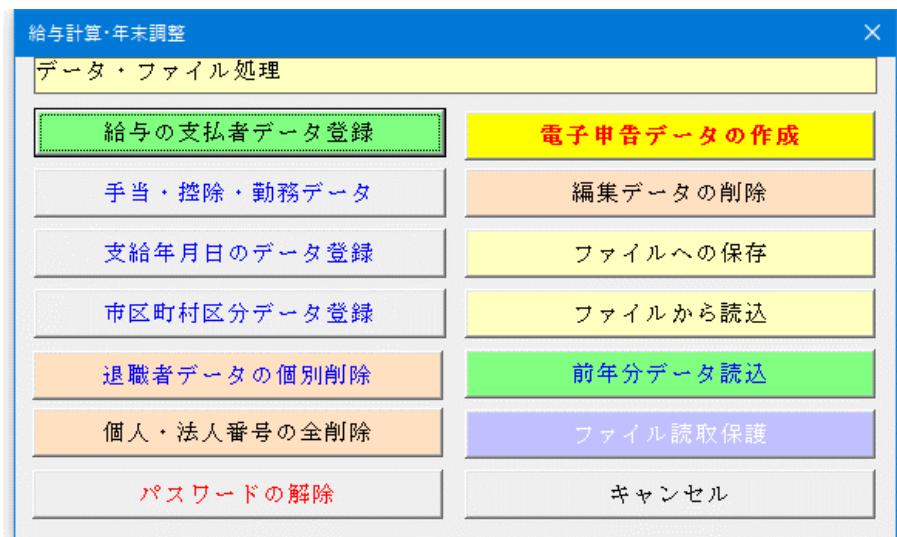 給与計算・年末調整
データ・ファイル処理
給与の支払者データ登録
電子申告データの作成
手当・控除・勤務データ
編集データの削除
支給年月日のデータ登録
ファイルへの保存
市区町村区分データ登録
ファイルから読込
退職者データの個別削除
前年分データ読込
個人・法人番号の全削除
ファイル読取保護
パスワードの解除
キャンセル